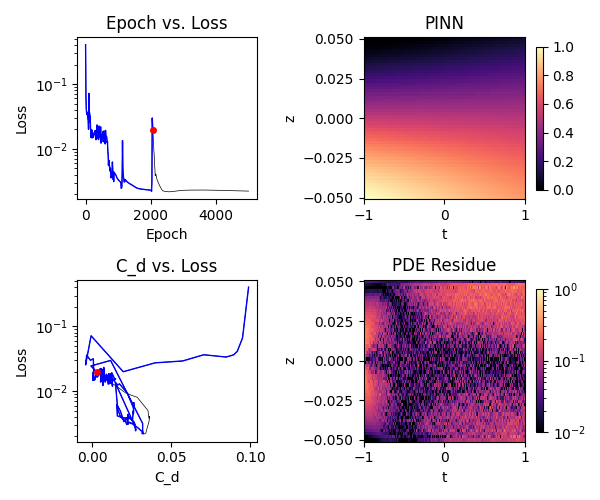 Epoch vs. Loss
Loss
10⁻¹
10⁻²
0 2000 4000
Epoch
PINN
z
0.050
0.025
0.000
−0.025
−0.050
−1 0 1
t
1.0
0.8
0.6
0.4
0.2
0.0
C_d vs. Loss
Loss
10⁻¹
10⁻²
0.00 0.05 0.10
C_d
PDE Residue
z
0.050
0.025
0.000
−0.025
−0.050
−1 0 1
t
10⁰
10⁻¹
10⁻²